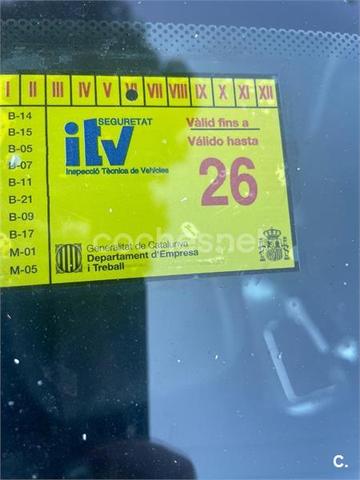 I II III IV V VI VII VIII IX X XI XII
B-14
B-15
B-05
B-07
B-11
B-21
B-09
B-17
M-01
M-05
SEGURETAT
itv
Inspecció Tècnica de Vehicles
Vàlid fins a
Válido hasta
26
Generalitat de Catalunya
Departament d'Empresa
i Treball
coches.net
C.